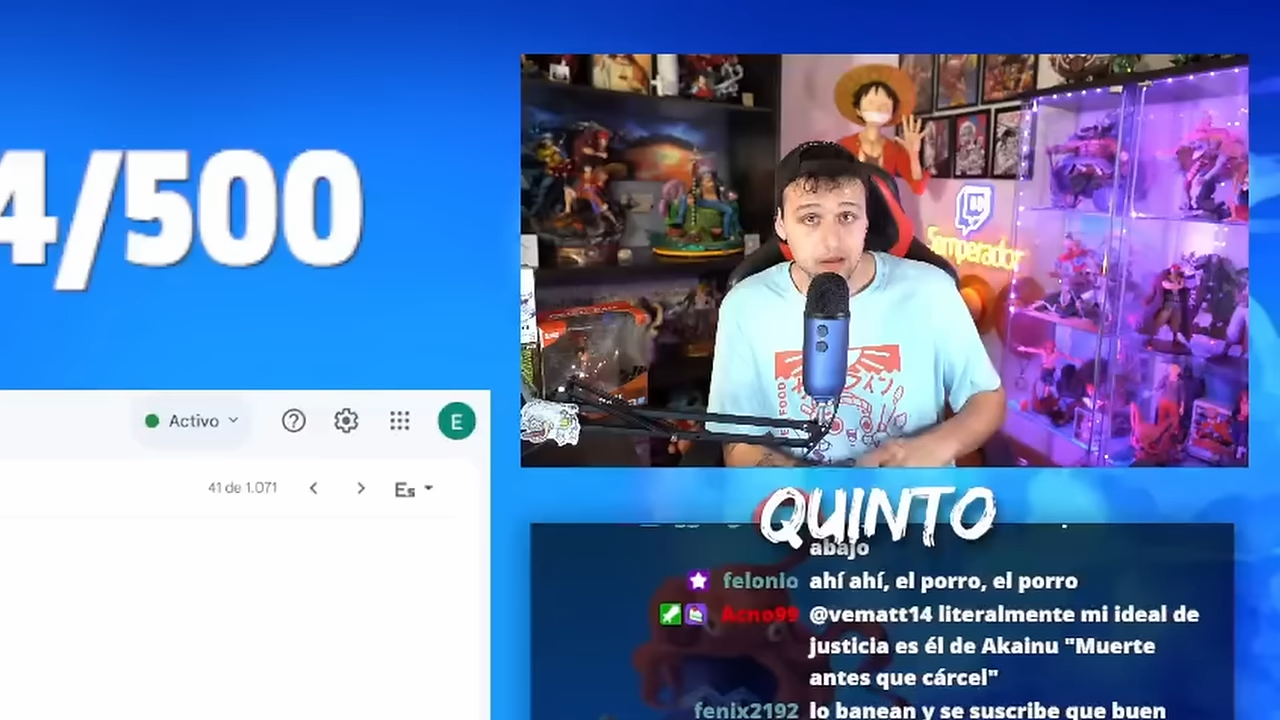 4/500
Activo
E
41 de 1.071
Es
Emperador
QUINTO
abajo
felonio ahí ahí, el porro, el porro
Acno99 @vematt14 literalmente mi ideal de
justicia es él de Akainu "Muerte
antes que cárcel"
fenix2192 lo banean y se suscribe que buen